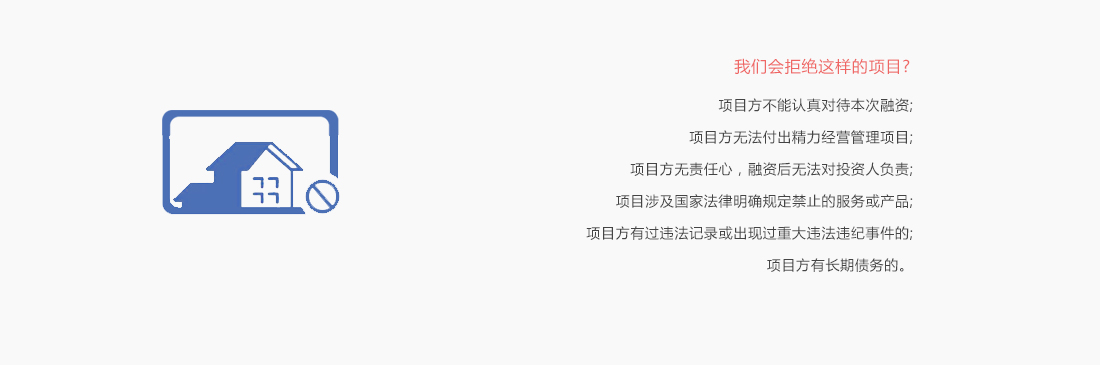 我们会拒绝这样的项目?
项目方不能认真对待本次融资;
项目方无法付出精力经营管理项目;
项目方无责任心，融资后无法对投资人负责;
项目涉及国家法律明确规定禁止的服务或产品;
项目方有过违法记录或出现过重大违法违纪事件的;
项目方有长期债务的。